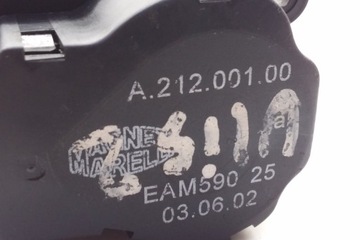 A.212.001.00
a
MAGNETI
MARELLI
EAM590 25
03.06.02